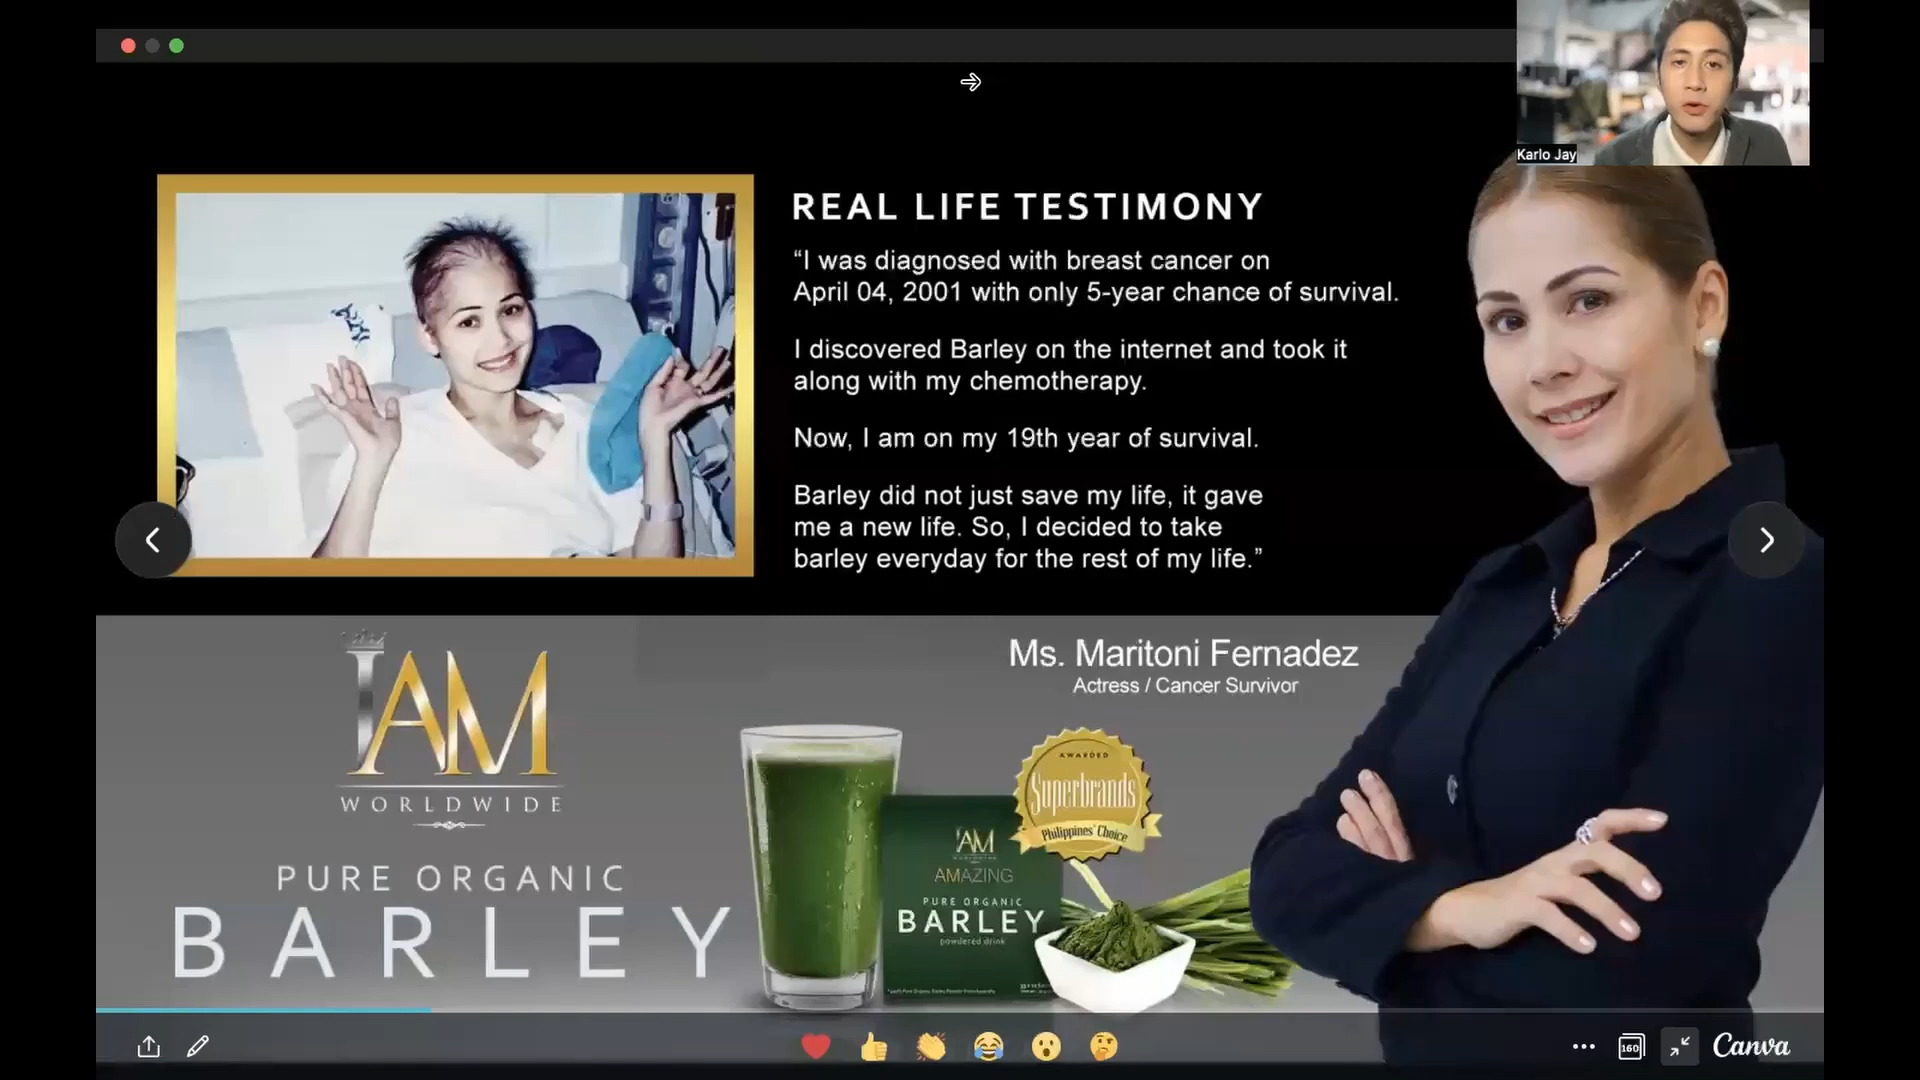 Karlo Jay
REAL LIFE TESTIMONY
“I was diagnosed with breast cancer on
April 04, 2001 with only 5-year chance of survival.
I discovered Barley on the internet and took it
along with my chemotherapy.
Now, I am on my 19th year of survival.
Barley did not just save my life, it gave
me a new life. So, I decided to take
barley everyday for the rest of my life.”
Ms. Maritoni Fernadez
Actress / Cancer Survivor
IAM
WORLDWIDE
PURE ORGANIC
BARLEY
AWARDED
Superbrands
Philippines' Choice
IAM
AMAZING
PURE ORGANIC
BARLEY
powdered drink
160
Canva